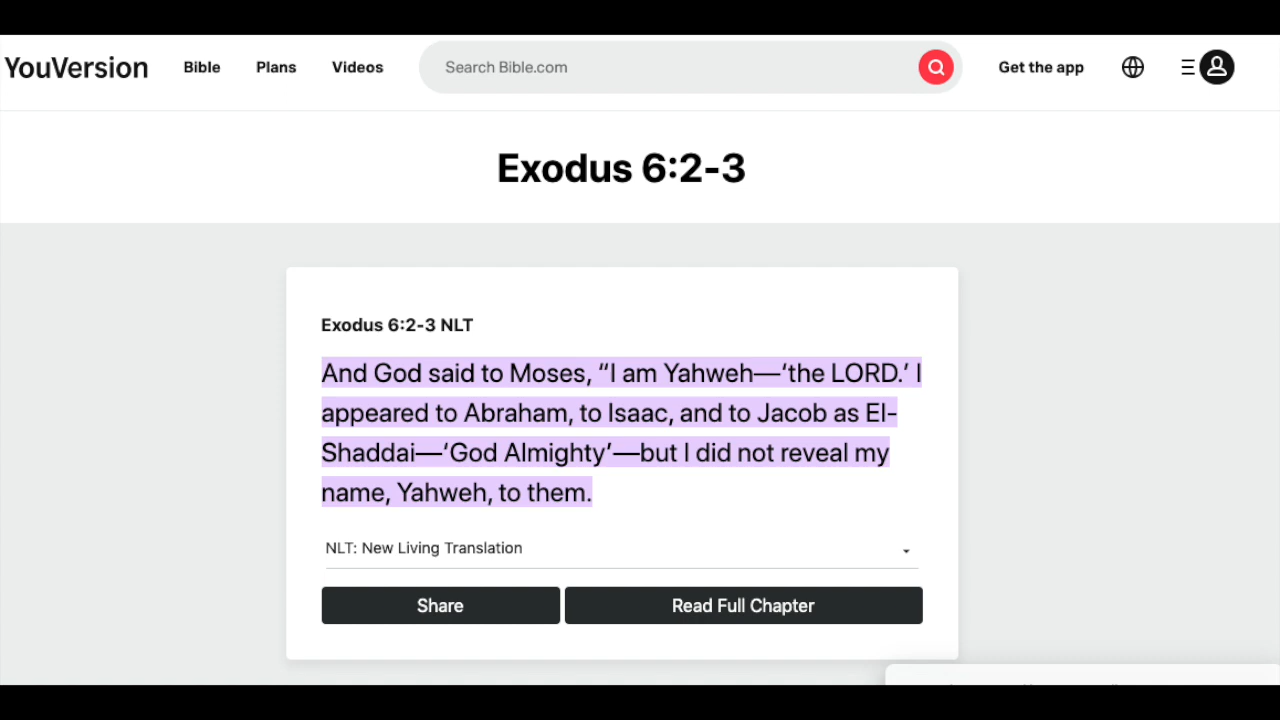 YouVersion Bible Plans Videos Search Bible.com Get the app
Exodus 6:2-3
Exodus 6:2-3 NLT
And God said to Moses, “I am Yahweh—‘the LORD.’ I
appeared to Abraham, to Isaac, and to Jacob as El-
Shaddai—‘God Almighty’—but I did not reveal my
name, Yahweh, to them.
NLT: New Living Translation
Share Read Full Chapter